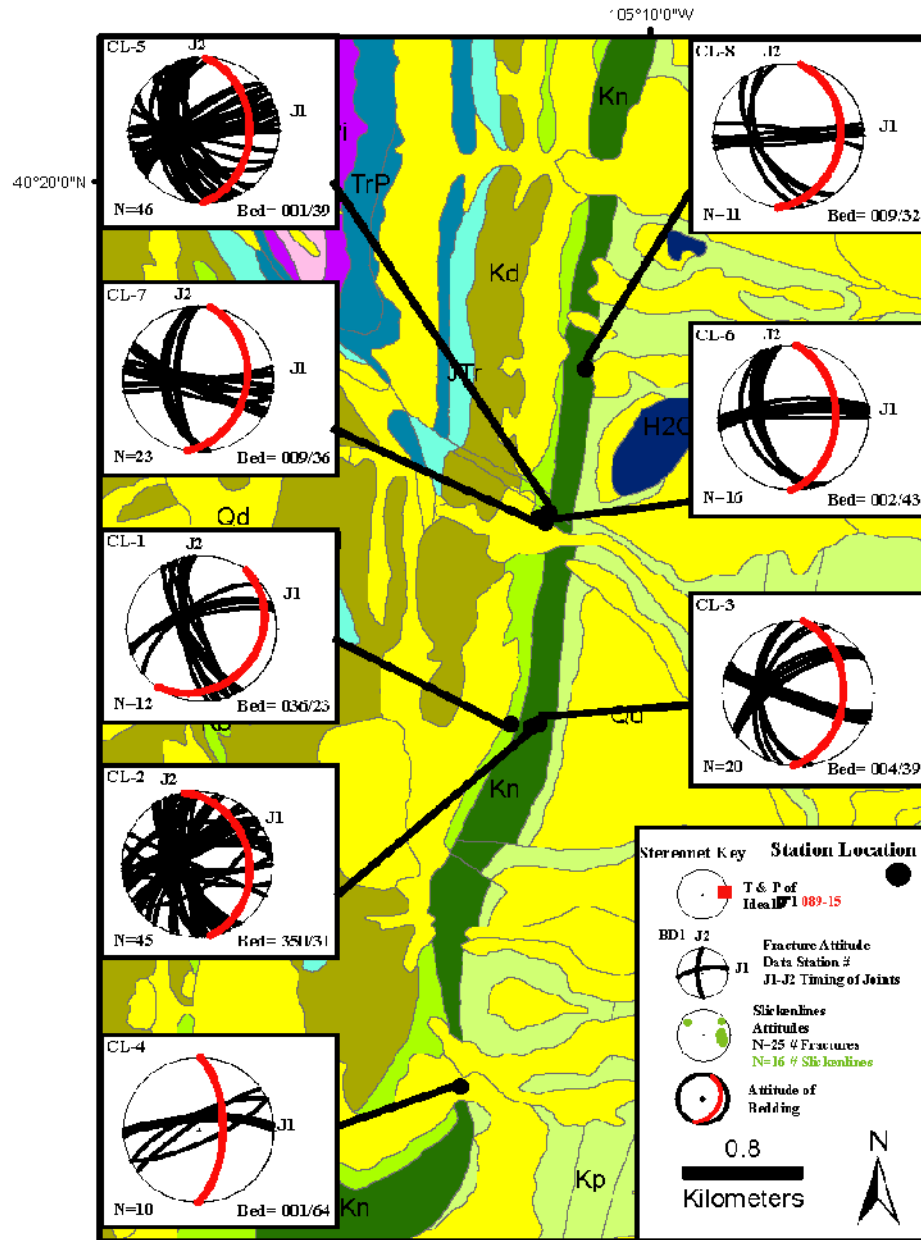 105°10'0"W
40°20'0"N
CL-5
J2
J1
N=46
Bed= 001/39
CL-8
J2
J1
N=11
Bed= 009/32
Kn
TrP
Kd
JTr
CL-7
J2
J1
N=23
Bed= 009/36
CL-6
J2
J1
N=16
Bed= 002/43
Qd
CL-1
J2
J1
N=12
Bed= 036/23
CL-3
N=20
Bed= 004/39
Kn
CL-2
J2
J1
N=45
CL-4
J1
N=10
Bed= 001/64
Kn
Kp
Stereonet Key
Station Location
T & P of
Ideal 1 089-15
BD1 J2
J1
Fracture Attitude
Data Station #
J1-J2 Timing of Joints
Slickenlines
Attitudes
N=25 # Fractures
N=16 # Slickenlines
Attitude of
Bedding
N
0.8
Kilometers